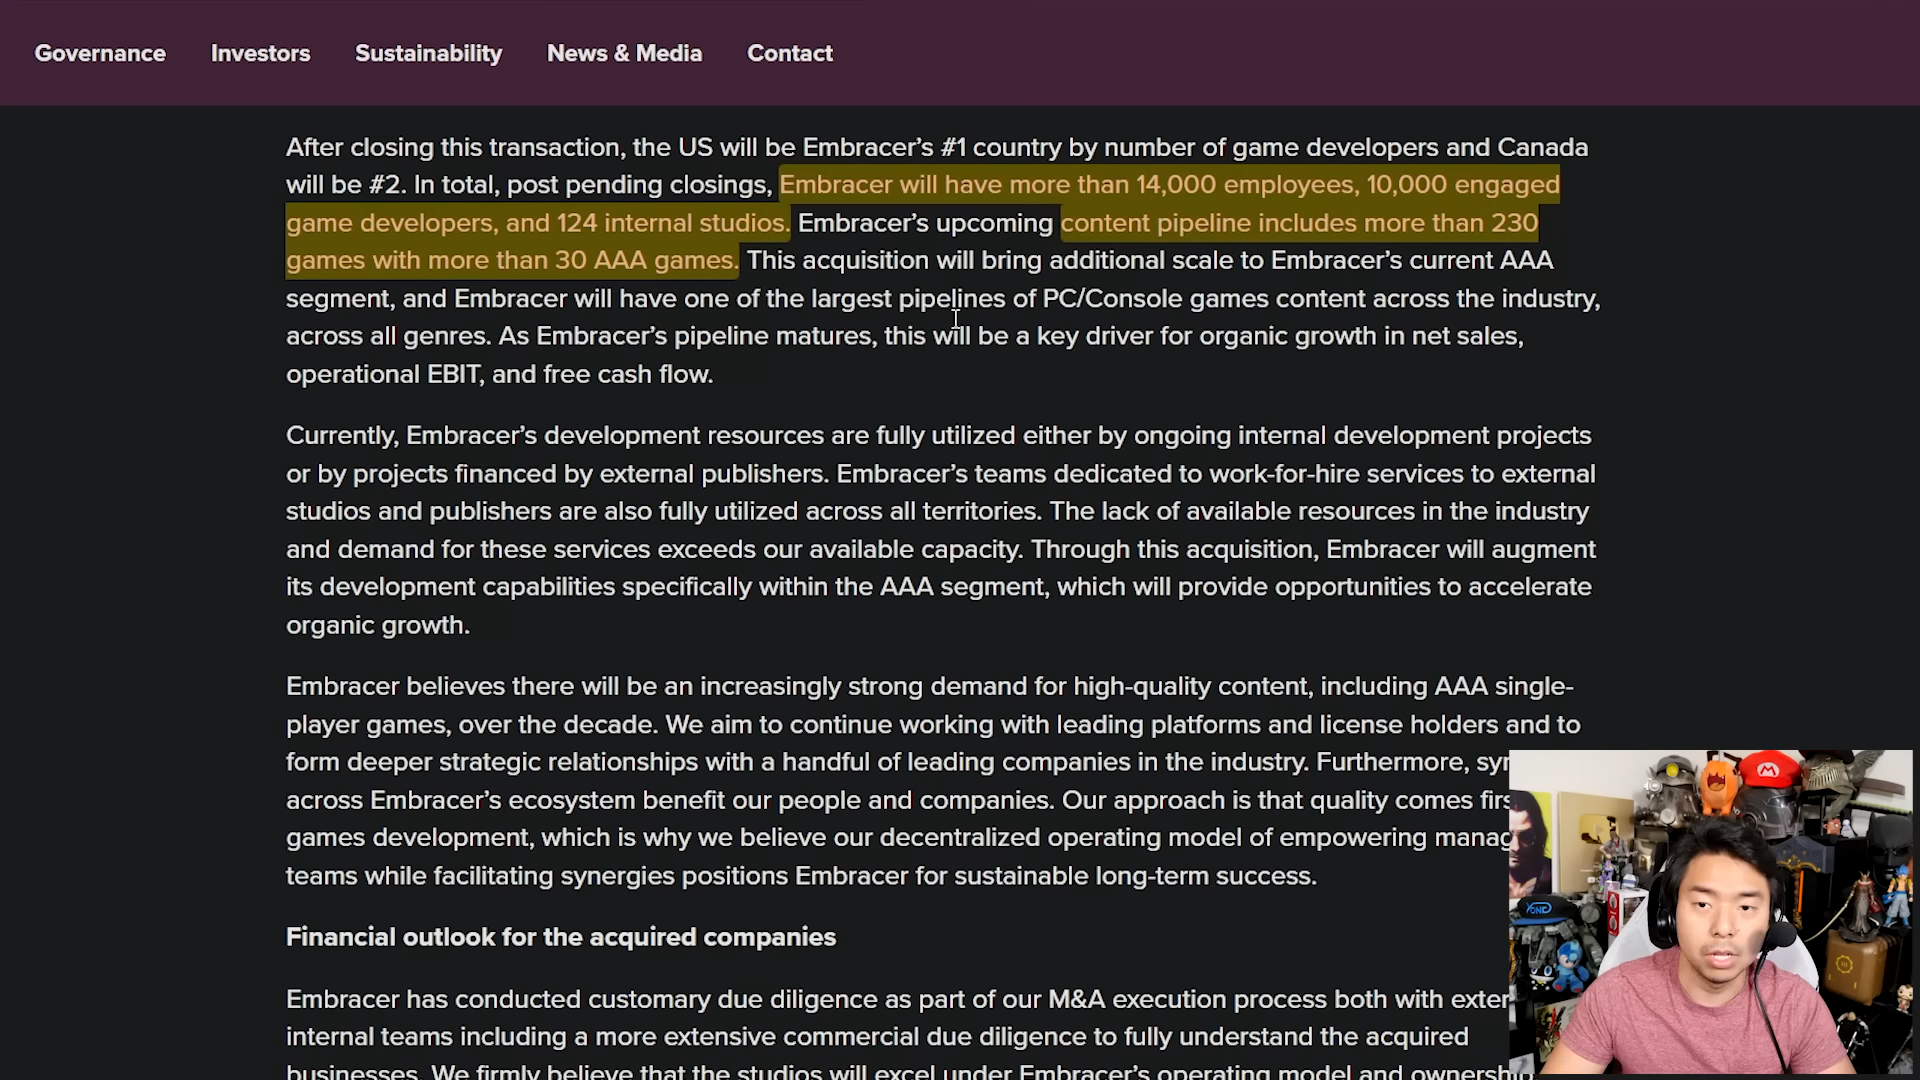 Governance Investors Sustainability News & Media Contact
After closing this transaction, the US will be Embracer’s #1 country by number of game developers and Canada
will be #2. In total, post pending closings, Embracer will have more than 14,000 employees, 10,000 engaged
game developers, and 124 internal studios. Embracer’s upcoming content pipeline includes more than 230
games with more than 30 AAA games. This acquisition will bring additional scale to Embracer’s current AAA
segment, and Embracer will have one of the largest pipelines of PC/Console games content across the industry,
across all genres. As Embracer’s pipeline matures, this will be a key driver for organic growth in net sales,
operational EBIT, and free cash flow.
Currently, Embracer’s development resources are fully utilized either by ongoing internal development projects
or by projects financed by external publishers. Embracer’s teams dedicated to work-for-hire services to external
studios and publishers are also fully utilized across all territories. The lack of available resources in the industry
and demand for these services exceeds our available capacity. Through this acquisition, Embracer will augment
its development capabilities specifically within the AAA segment, which will provide opportunities to accelerate
organic growth.
Embracer believes there will be an increasingly strong demand for high-quality content, including AAA single-
player games, over the decade. We aim to continue working with leading platforms and license holders and to
form deeper strategic relationships with a handful of leading companies in the industry. Furthermore,
across Embracer’s ecosystem benefit our people and companies. Our approach is that quality comes
games development, which is why we believe our decentralized operating model of empowering
teams while facilitating synergies positions Embracer for sustainable long-term success.
Financial outlook for the acquired companies
Embracer has conducted customary due diligence as part of our M&A execution process both with
internal teams including a more extensive commercial due diligence to fully understand the acquired
businesses. We firmly believe that the studios will excel under Embracer’s operating model and